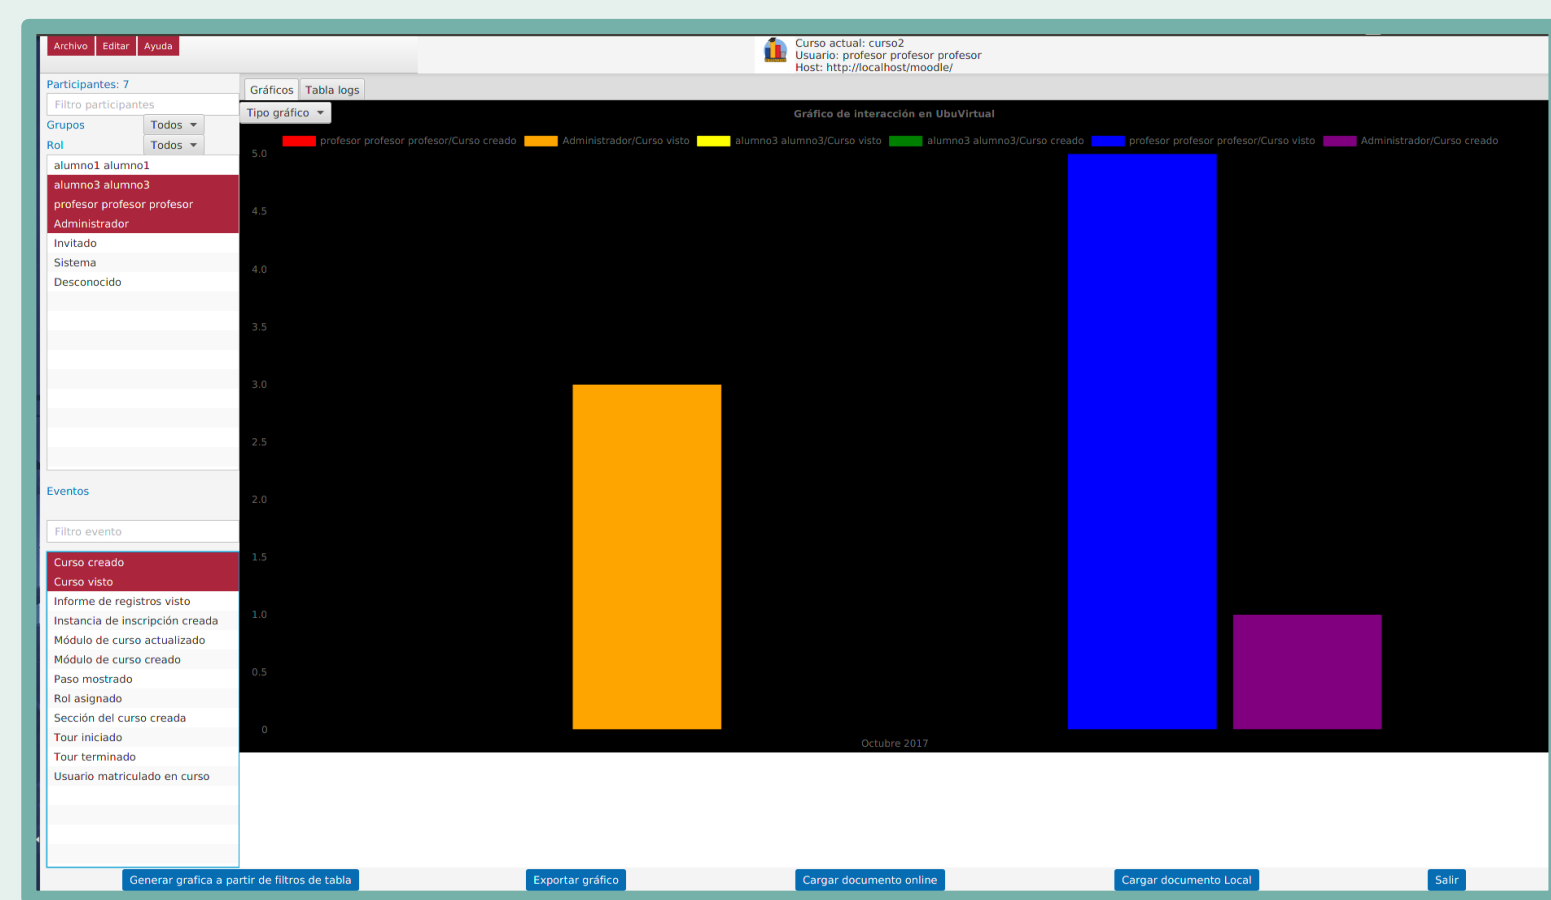 Archivo Editar Ayuda
Curso actual: curso2
Usuario: profesor profesor profesor
Host: http://localhost/moodle/
Participantes: 7
Filtro participantes
Grupos Todos
Rol Todos
alumno1 alumno1
alumno3 alumno3
profesor profesor profesor
Administrador
Invitado
Sistema
Desconocido
Eventos
Filtro evento
Curso creado
Curso visto
Informe de registros visto
Instancia de inscripción creada
Módulo de curso actualizado
Módulo de curso creado
Paso mostrado
Rol asignado
Sección del curso creada
Tour iniciado
Tour terminado
Usuario matriculado en curso
Gráficos Tabla logs
Tipo gráfico
Gráfico de interacción en UbuVirtual
profesor profesor profesor/Curso creado Administrador/Curso visto alumno3 alumno3/Curso visto alumno3 alumno3/Curso creado profesor profesor profesor/Curso visto Administrador/Curso creado
5.0
4.5
4.0
3.5
3.0
2.5
2.0
1.5
1.0
0.5
0
Octubre 2017
Generar grafica a partir de filtros de tabla Exportar gráfico Cargar documento online Cargar documento Local Salir